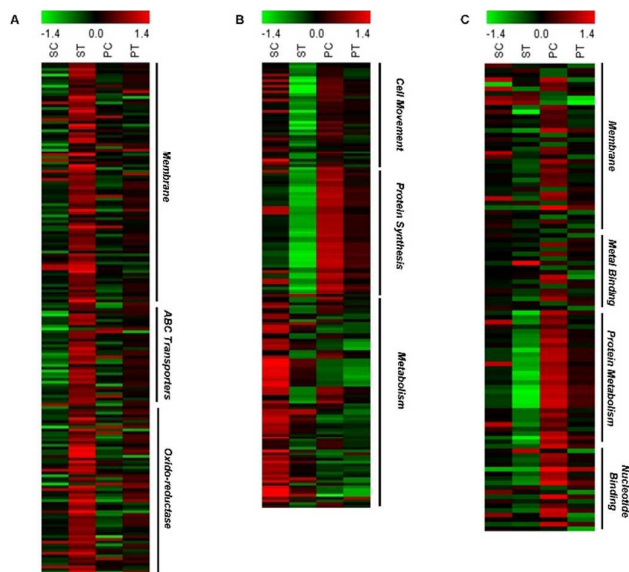 A
-1.4 0.0 1.4
SC ST PC PT
Membrane
ABC Transporters
Oxido-reductase
B
-1.4 0.0 1.4
SC ST PC PT
Cell Movement
Protein Synthesis
Metabolism
C
-1.4 0.0 1.4
SC ST PC PT
Membrane
Metal Binding
Protein Metabolism
Nucleotide
Binding